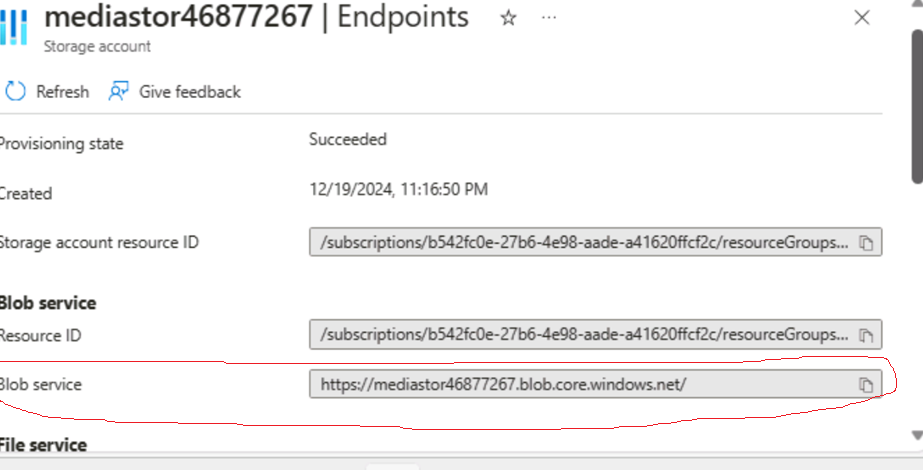 mediastor46877267 | Endpoints
Storage account
Refresh Give feedback
Provisioning state Succeeded
Created 12/19/2024, 11:16:50 PM
Storage account resource ID /subscriptions/b542fc0e-27b6-4e98-aade-a41620ffcf2c/resourceGroups...
Blob service
Resource ID /subscriptions/b542fc0e-27b6-4e98-aade-a41620ffcf2c/resourceGroups...
Blob service https://mediastor46877267.blob.core.windows.net/
File service